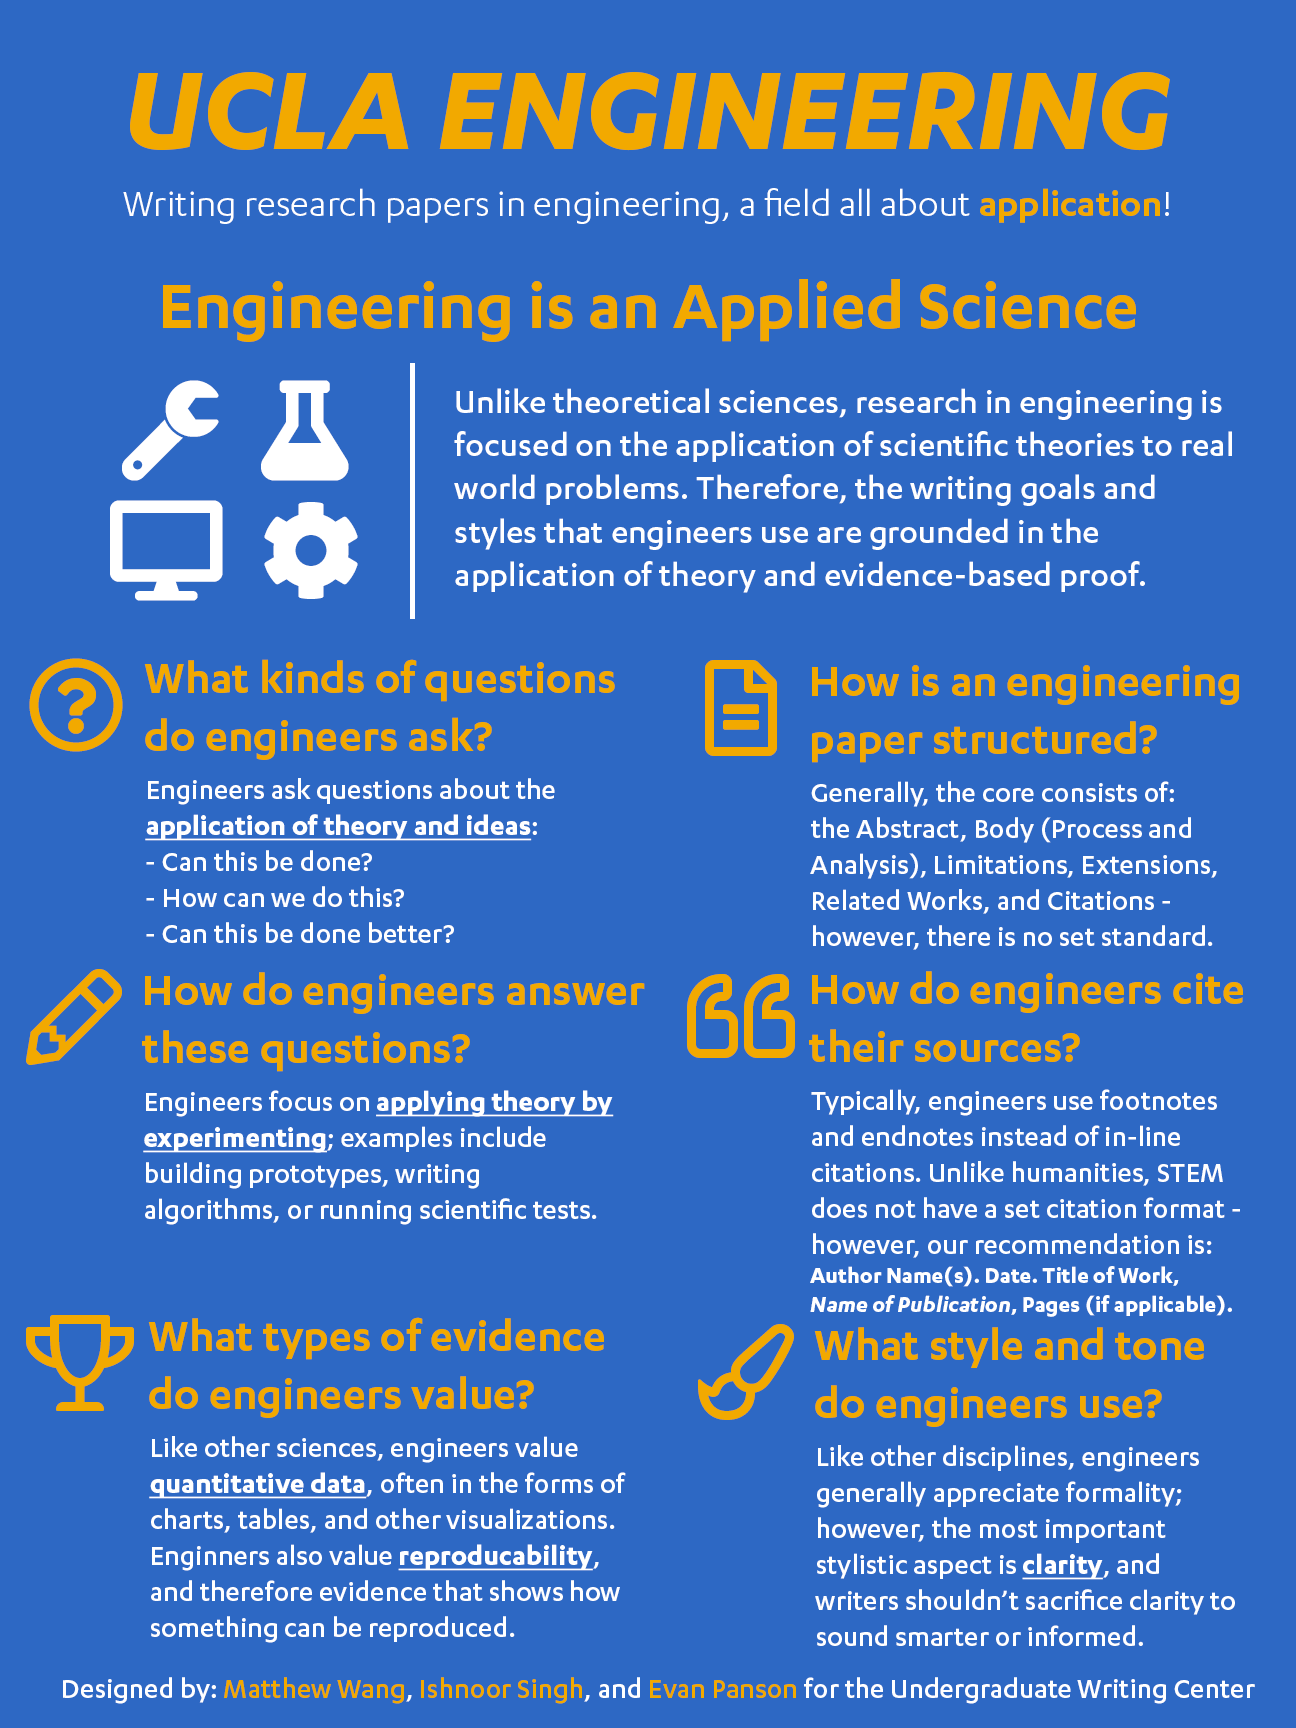 UCLA ENGINEERING
Writing research papers in engineering, a field all about application!
Engineering is an Applied Science
Unlike theoretical sciences, research in engineering is
focused on the application of scientific theories to real
world problems. Therefore, the writing goals and
styles that engineers use are grounded in the
application of theory and evidence-based proof.
What kinds of questions
do engineers ask?
Engineers ask questions about the
application of theory and ideas:
- Can this be done?
- How can we do this?
- Can this be done better?
How do engineers answer
these questions?
Engineers focus on applying theory by
experimenting; examples include
building prototypes, writing
algorithms, or running scientific tests.
What types of evidence
do engineers value?
Like other sciences, engineers value
quantitative data, often in the forms of
charts, tables, and other visualizations.
Enginners also value reproducability,
and therefore evidence that shows how
something can be reproduced.
How is an engineering
paper structured?
Generally, the core consists of:
the Abstract, Body (Process and
Analysis), Limitations, Extensions,
Related Works, and Citations -
however, there is no set standard.
How do engineers cite
their sources?
Typically, engineers use footnotes
and endnotes instead of in-line
citations. Unlike humanities, STEM
does not have a set citation format -
however, our recommendation is:
Author Name(s). Date. Title of Work,
Name of Publication, Pages (if applicable).
What style and tone
do engineers use?
Like other disciplines, engineers
generally appreciate formality;
however, the most important
stylistic aspect is clarity, and
writers shouldn't sacrifice clarity to
sound smarter or informed.
Designed by: Matthew Wang, Ishnoor Singh, and Evan Panson for the Undergraduate Writing Center